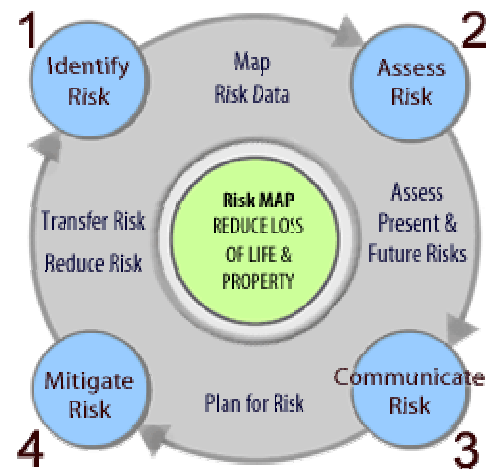 1
Identify
Risk
Map
Risk Data
2
Assess
Risk
Assess
Present &
Future Risks
Risk MAP
REDUCE LOSS
OF LIFE &
PROPERTY
Transfer Risk
Reduce Risk
Mitigate
Risk
4
Plan for Risk
Communicate
Risk
3